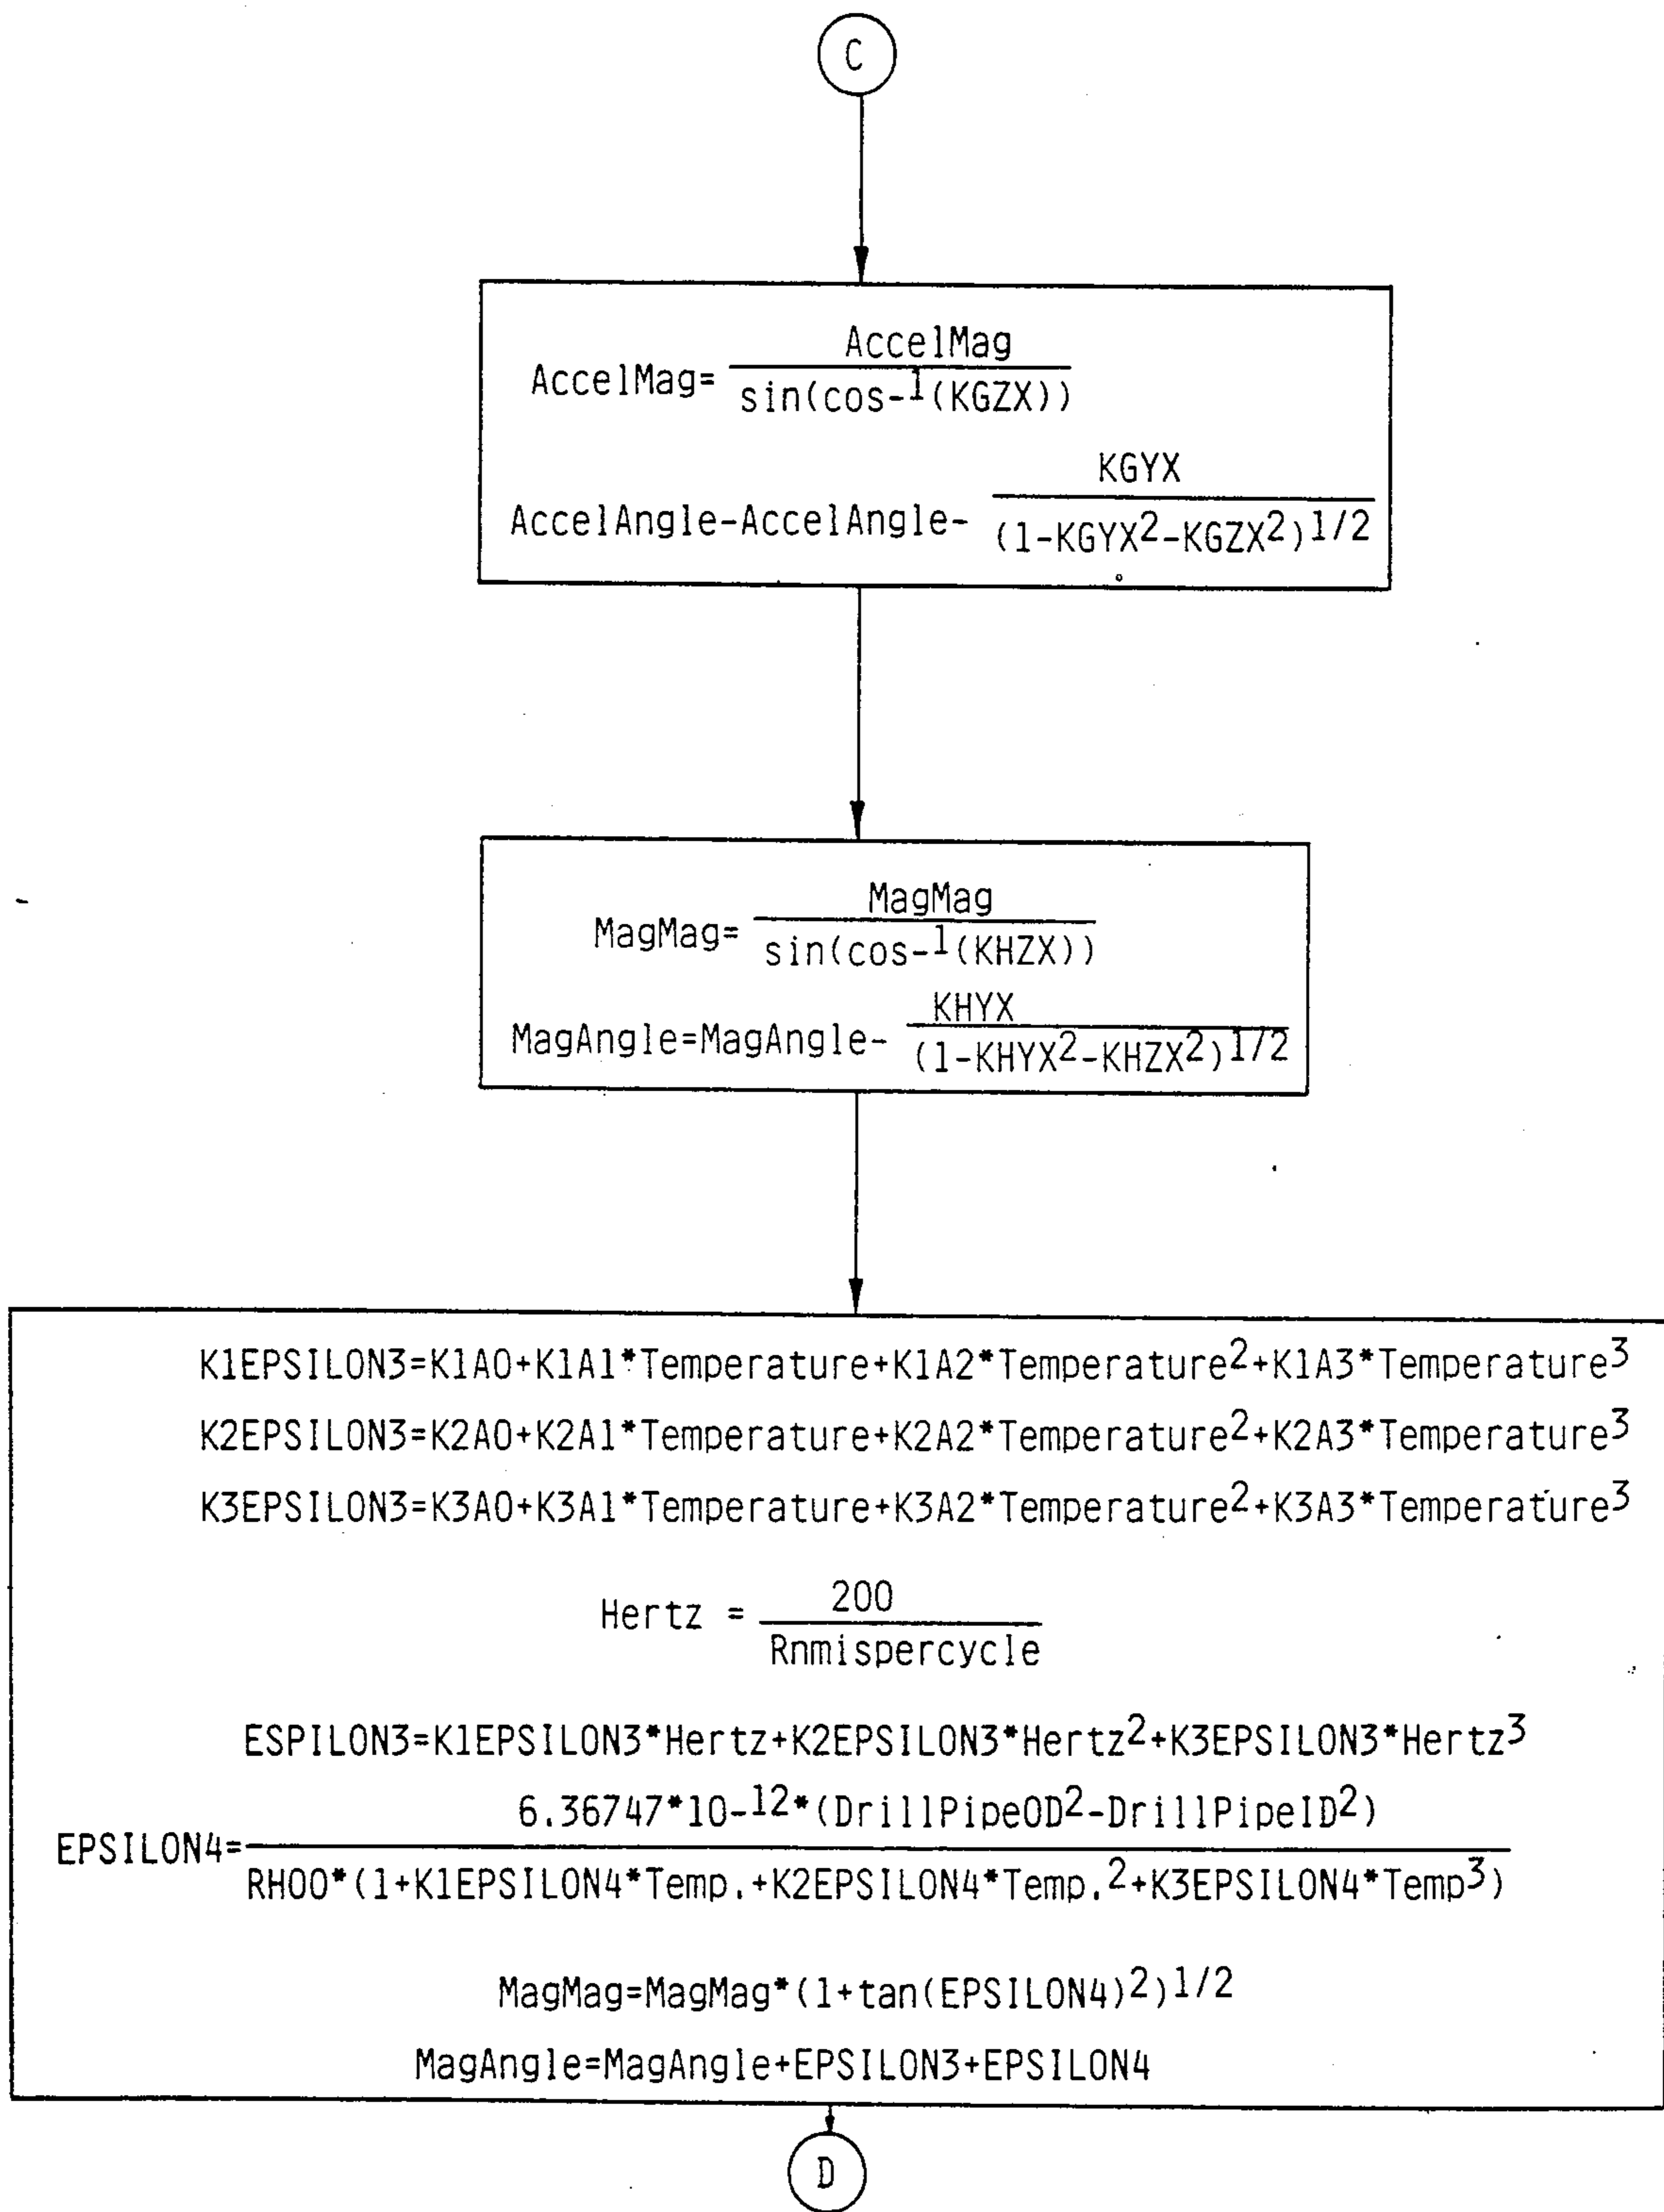 C
AccelMag= AccelMag
sin(cos-1(KGZX))
KGYX
AccelAngle-AccelAngle-
(1-KGYX2-KGZX2)1/2
MagMag= MagMag
sin(cos-1(KHZX))
KHYX
MagAngle=MagAngle-
(1-KHYX2-KHZX2)1/2
K1EPSILON3=K1A0+K1A1*Temperature+K1A2*Temperature2+K1A3*Temperature3
K2EPSILON3=K2A0+K2A1*Temperature+K2A2*Temperature2+K2A3*Temperature3
K3EPSILON3=K3A0+K3A1*Temperature+K3A2*Temperature2+K3A3*Temperature3
Hertz = 200
Rnmispercycle
ESPILON3=K1EPSILON3*Hertz+K2EPSILON3*Hertz2+K3EPSILON3*Hertz3
6.36747*10-12*(DrillPipeOD2-DrillPipeID2)
EPSILON4=
RHO0*(1+K1EPSILON4*Temp.+K2EPSILON4*Temp.2+K3EPSILON4*Temp3)
MagMag=MagMag*(1+tan(EPSILON4)2)1/2
MagAngle=MagAngle+EPSILON3+EPSILON4
D